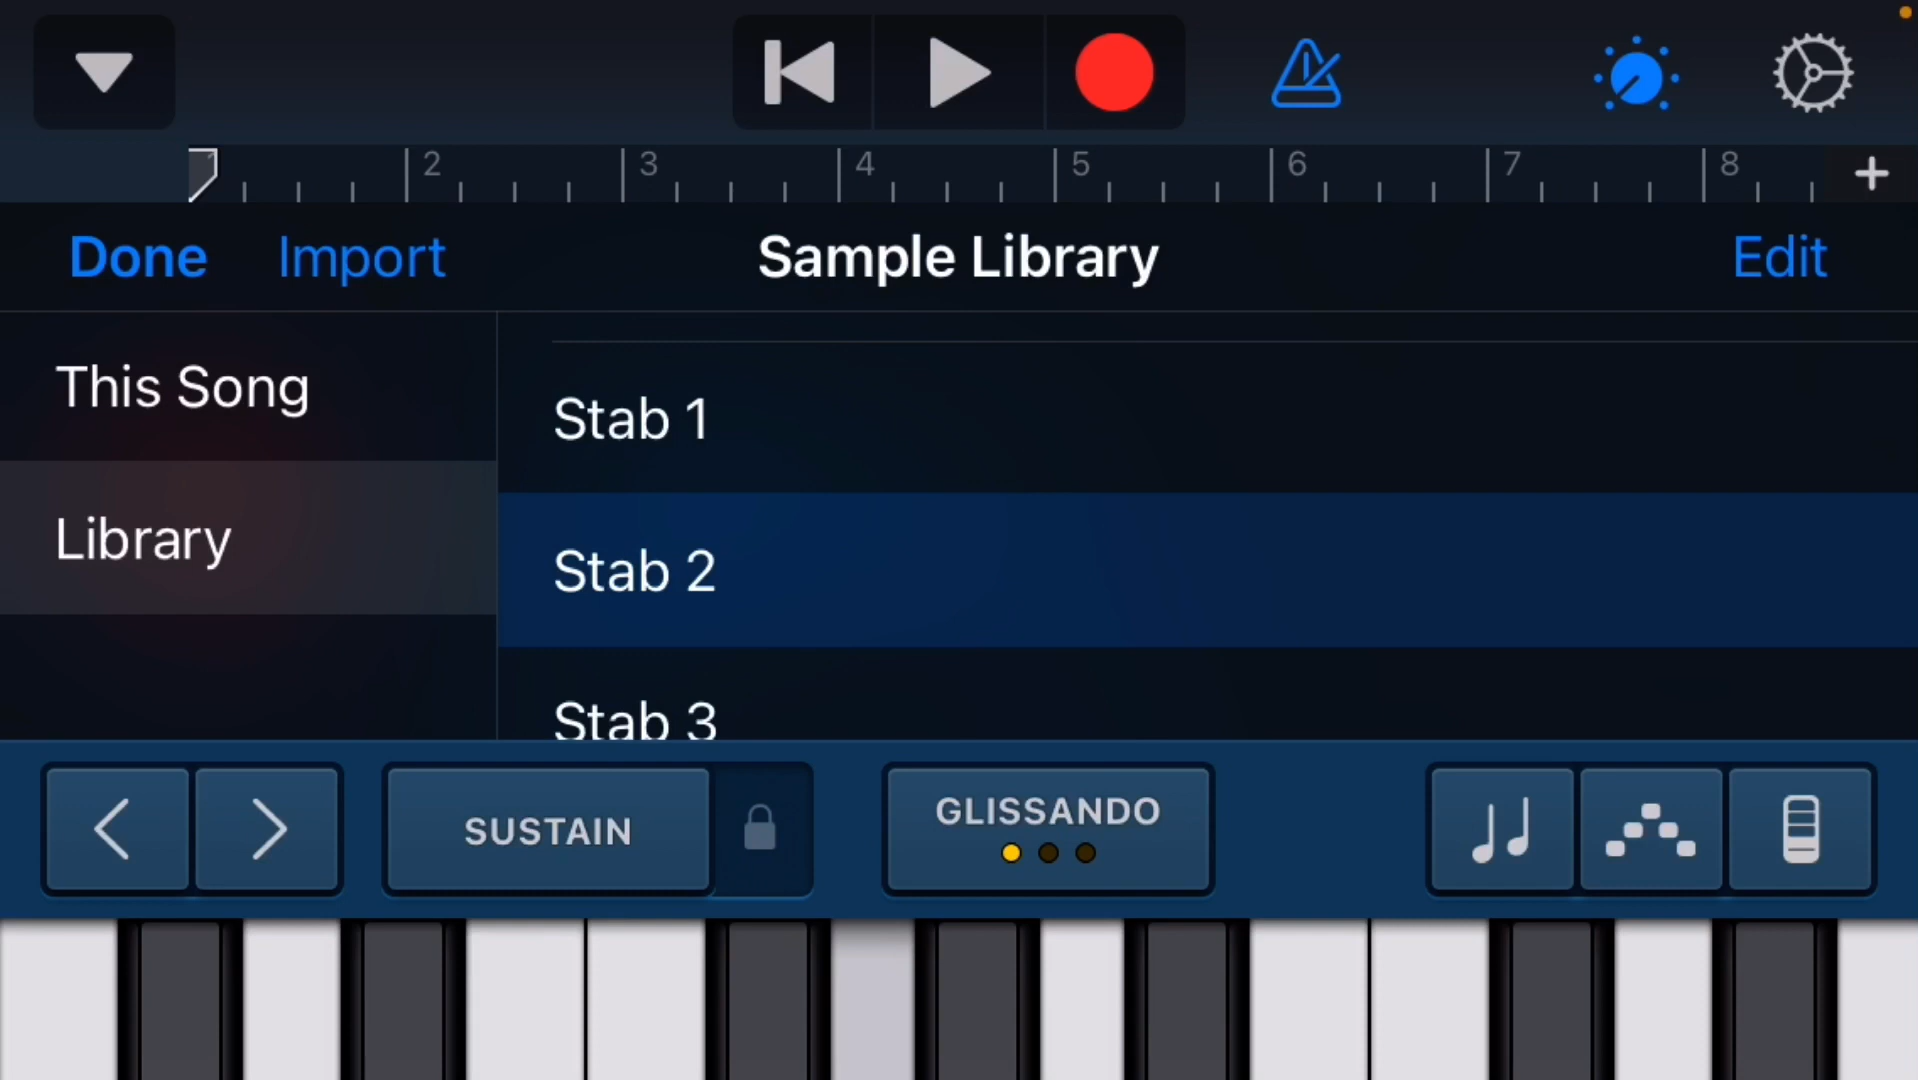 2 3 4 5 6 7 8
Done Import Sample Library Edit
This Song
Library
Stab 1
Stab 2
Stab 3
SUSTAIN
GLISSANDO